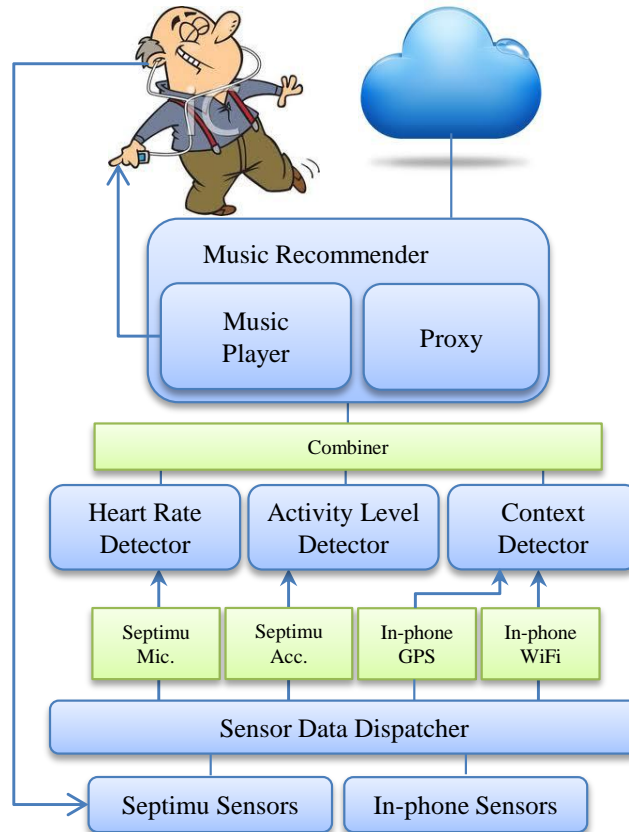 iC
Music Recommender
Music
Player
Proxy
Combiner
Heart Rate
Detector
Activity Level
Detector
Context
Detector
Septimu
Mic.
Septimu
Acc.
In-phone
GPS
In-phone
WiFi
Sensor Data Dispatcher
Septimu Sensors
In-phone Sensors